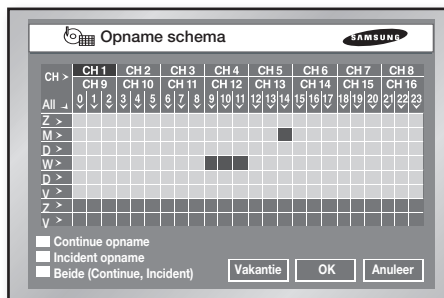 Opname schema
SAMSUNG
CH > CH 1 CH 2 CH 3 CH 4 CH 5 CH 6 CH 7 CH 8
CH 9 CH 10 CH 11 CH 12 CH 13 CH 14 CH 15 CH 16
All 0 1 2 3 4 5 6 7 8 9 10 11 12 13 14 15 16 17 18 19 20 21 22 23
Z >
M >
D >
W >
D >
V >
Z >
V >
Continue opname
Incident opname
Beide (Continue, Incident)
Vakantie OK Anuleer